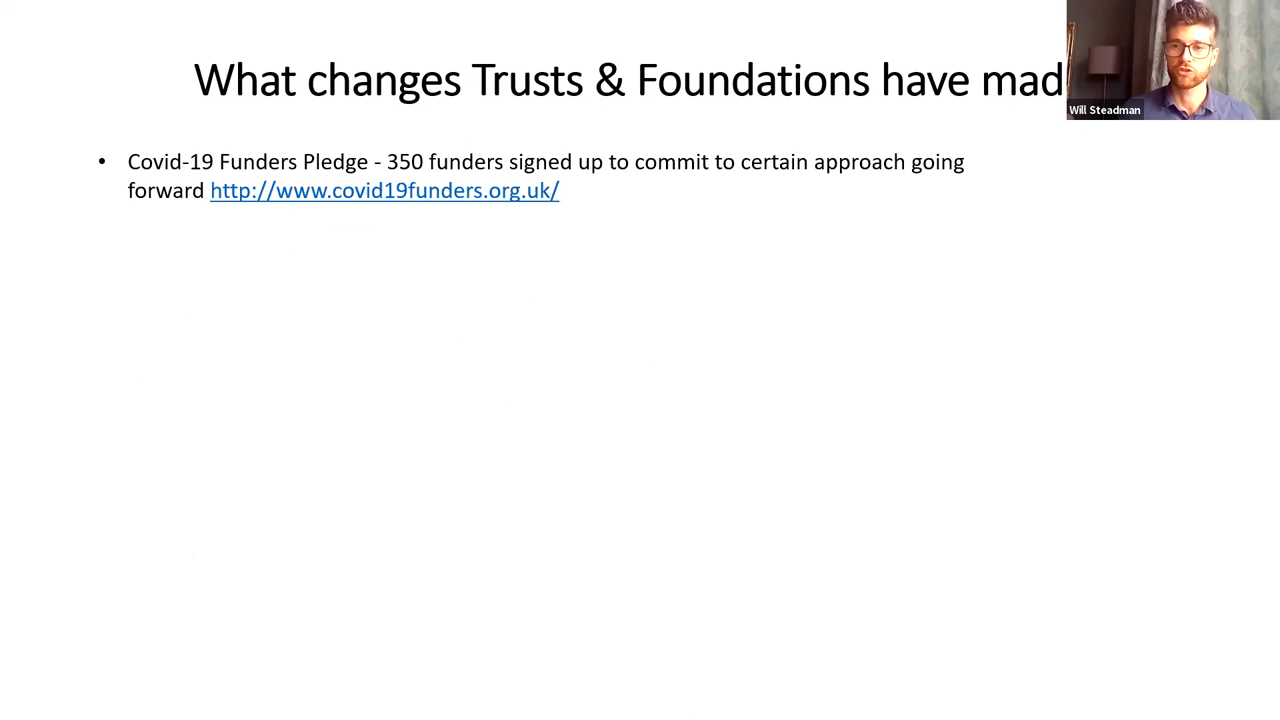 What changes Trusts & Foundations have mad
Will Steadman
• Covid-19 Funders Pledge - 350 funders signed up to commit to certain approach going
forward http://www.covid19funders.org.uk/